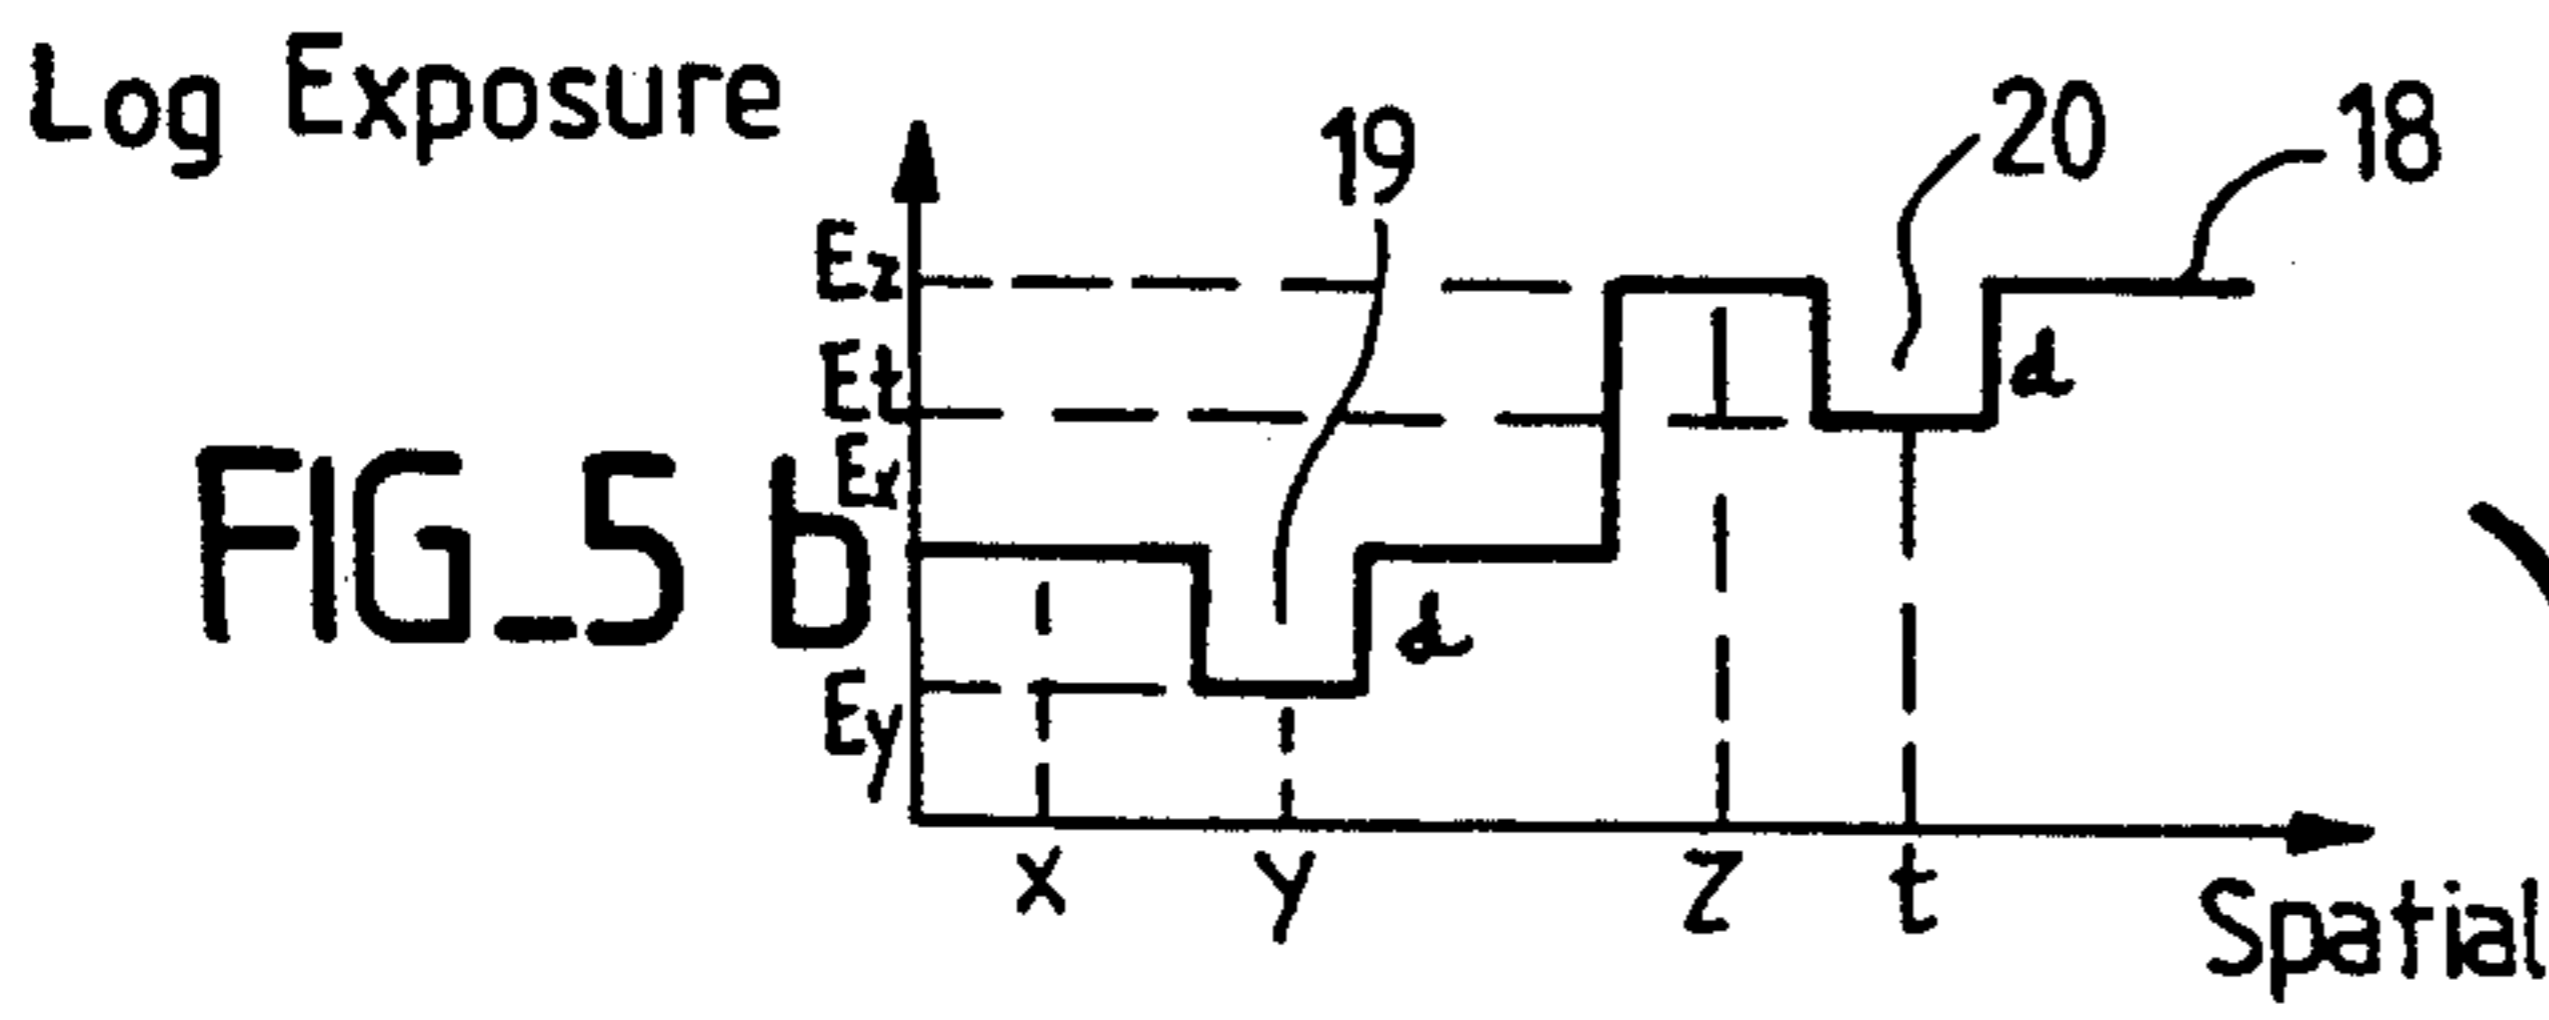 Log Exposure
19
20
18
Ez
Et
d
Ex
FIG_5 b
d
Ey
x
y
z
t
Spatial